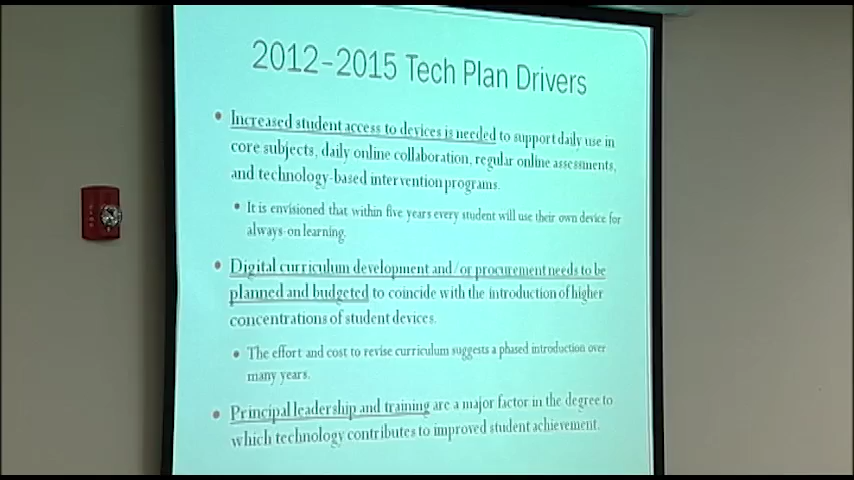 2012–2015 Tech Plan Drivers
• Increased student access to devices is needed to support daily use in
core subjects, daily online collaboration, regular online assessments,
and technology-based intervention programs.
• It is envisioned that within five years every student will use their own device for
always-on learning.
• Digital curriculum development and/or procurement needs to be
planned and budgeted to coincide with the introduction of higher
concentrations of student devices.
• The effort and cost to revise curriculum suggests a phased introduction over
many years.
• Principal leadership and training are a major factor in the degree to
which technology contributes to improved student achievement.